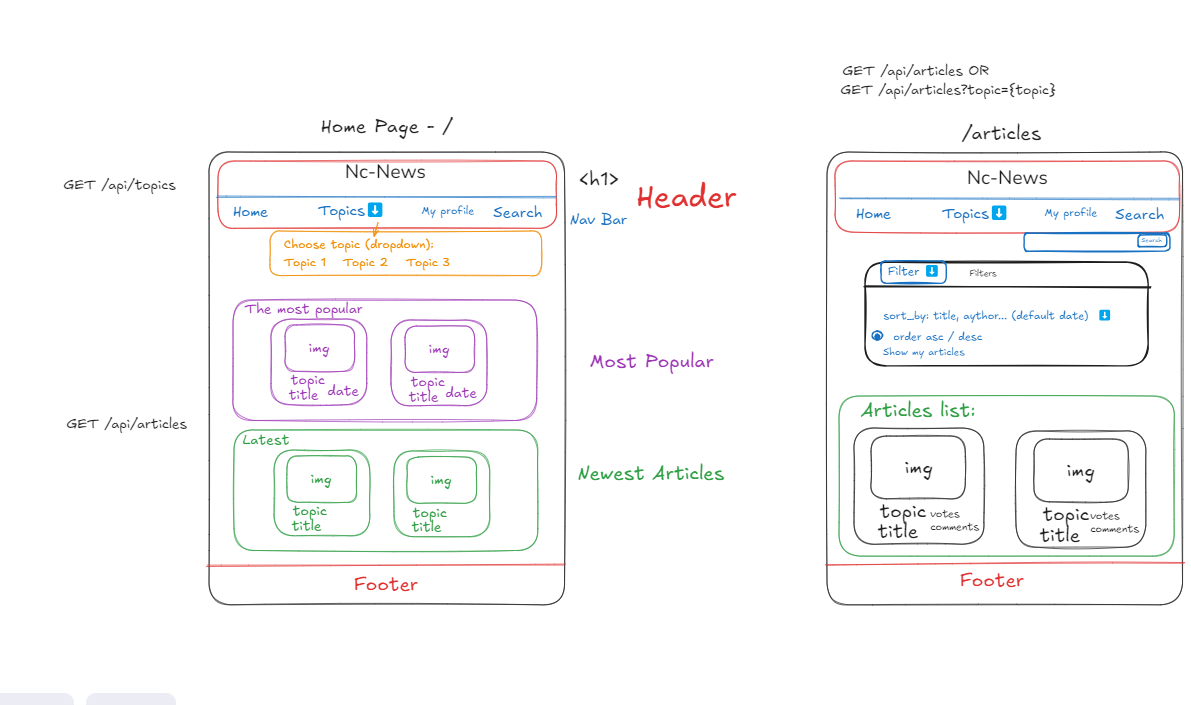 Home Page - /
GET /api/topics
Nc-News
<h1>
Header
Home
Topics
My profile
Search
Nav Bar
Choose topic (dropdown):
Topic 1 Topic 2 Topic 3
The most popular
img
topic
title date
img
topic
title date
Most Popular
GET /api/articles
Latest
img
topic
title
img
topic
title
Newest Articles
Footer
GET /api/articles OR
GET /api/articles?topic={topic}
/articles
Nc-News
Home
Topics
My profile
Search
Search
Filter
Filters
sort_by: title, aythor... (default date)
order asc / desc
Show my articles
Articles list:
img
topic votes
title comments
img
topic votes
title comments
Footer